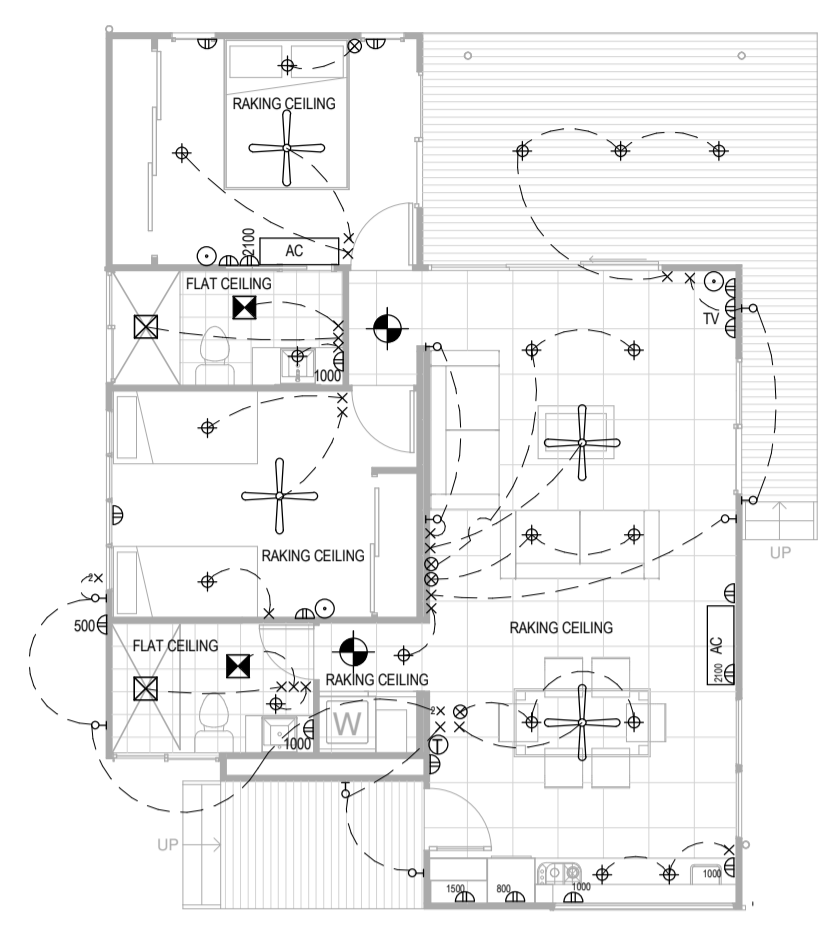 RAKING CEILING
2100
AC
FLAT CEILING
TV
1000
UP
RAKING CEILING
2
500
RAKING CEILING
FLAT CEILING
AC
2100
RAKING CEILING
2
W
1000
T
UP
1500
800
1000
1000